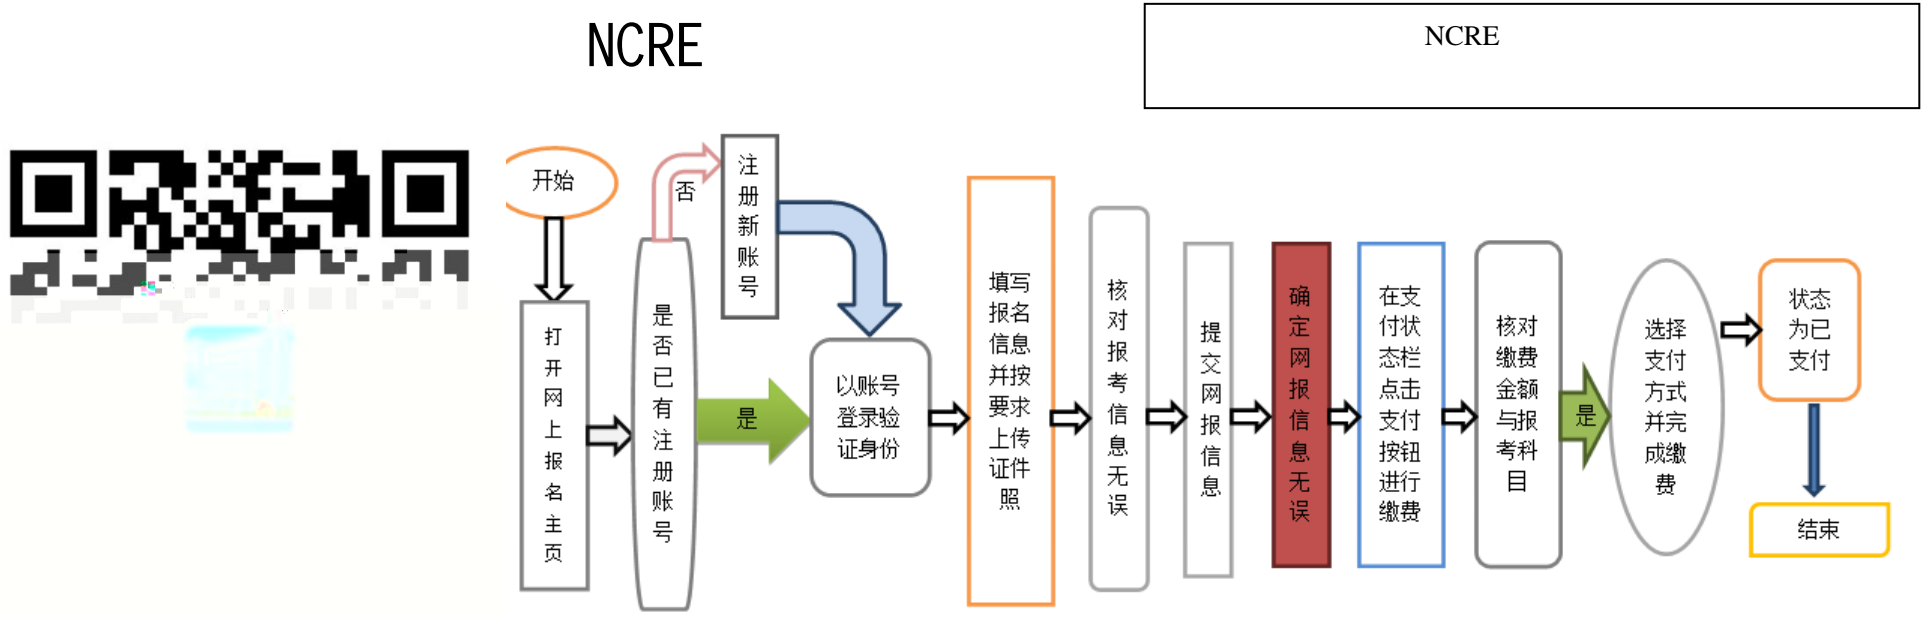 NCRE
NCRE
开始
打
开
网
上
报
名
主
页
是
否
已
有
注
册
账
号
否
注
册
新
账
号
是
以账号
登录验
证身份
填写
报名
信息
并按
要求
上传
证件
照
核
对
报
考
信
息
无
误
提
交
网
报
信
息
确
定
网
报
信
息
无
误
在支
付状
态栏
点击
支付
按钮
进行
缴费
核对
缴费
金额
与报
考科
目
是
选择
支付
方式
并完
成缴
费
状态
为已
支付
结束